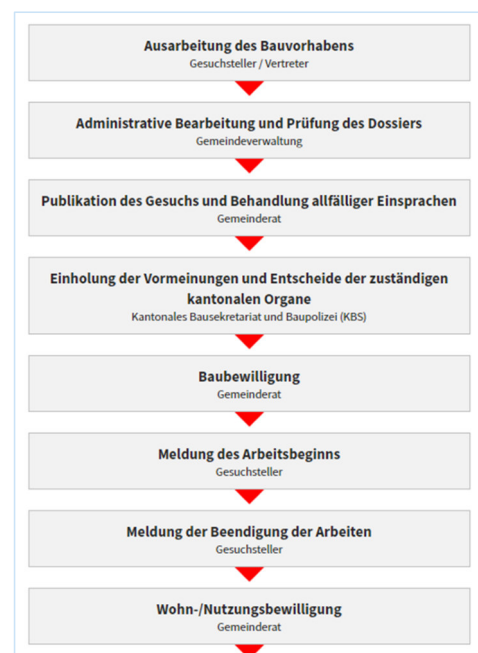 Ausarbeitung des Bauvorhabens
Gesuchsteller / Vertreter
Administrative Bearbeitung und Prüfung des Dossiers
Gemeindeverwaltung
Publikation des Gesuchs und Behandlung allfälliger Einsprachen
Gemeinderat
Einholung der Vormeinungen und Entscheide der zuständigen
kantonalen Organe
Kantonales Bausekretariat und Baupolizei (KBS)
Baubewilligung
Gemeinderat
Meldung des Arbeitsbeginns
Gesuchsteller
Meldung der Beendigung der Arbeiten
Gesuchsteller
Wohn-/Nutzungsbewilligung
Gemeinderat